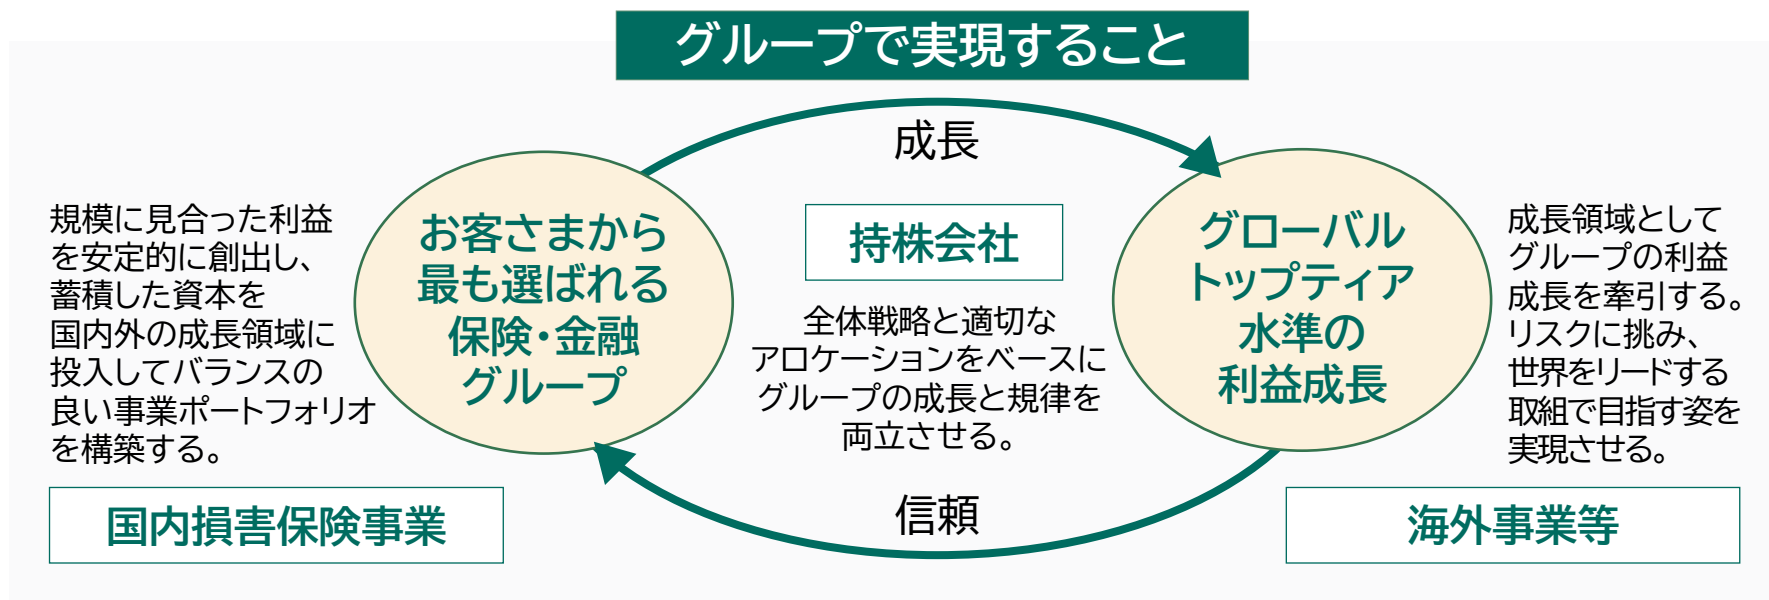 グループで実現すること
成長
規模に見合った利益
を安定的に創出し、
蓄積した資本を
国内外の成長領域に
投入してバランスの
良い事業ポートフォリオ
を構築する。
国内損害保険事業
お客さまから
最も選ばれる
保険・金融
グループ
持株会社
全体戦略と適切な
アロケーションをベースに
グループの成長と規律を
両立させる。
信頼
グローバル
トップティア
水準の
利益成長
成長領域として
グループの利益
成長を牽引する。
リスクに挑み、
世界をリードする
取組で目指す姿を
実現させる。
海外事業等